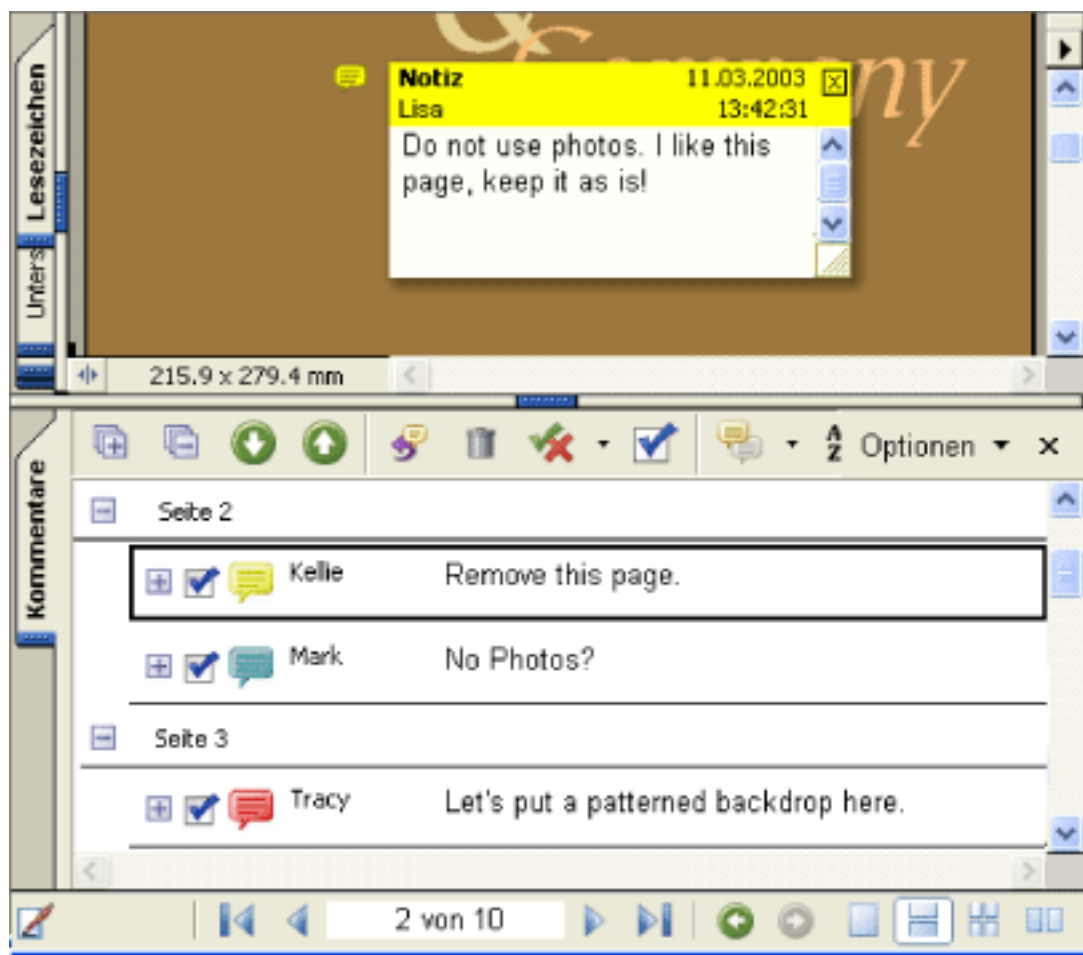 Lesezeichen
Unters
&
Company
Notiz 11.03.2003
Lisa 13:42:31
Do not use photos. I like this
page, keep it as is!
215.9 x 279.4 mm
Kommentare
A
Z
Optionen
Seite 2
Kellie Remove this page.
Mark No Photos?
Seite 3
Tracy Let's put a patterned backdrop here.
2 von 10